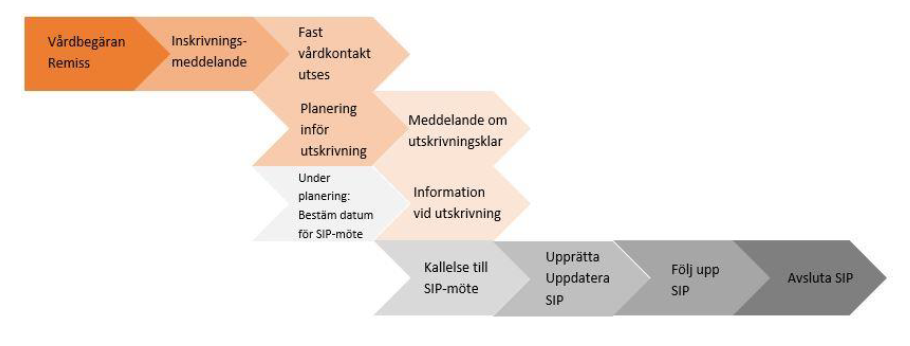 Vårdbegäran
Remiss
Inskrivnings-
meddelande
Fast
vårdkontakt
utses
Planering
inför
utskrivning
Meddelande om
utskrivningsklar
Under
planering:
Bestäm datum
för SIP-möte
Information
vid utskrivning
Kallelse till
SIP-möte
Upprätta
Uppdatera
SIP
Följ upp
SIP
Avsluta SIP